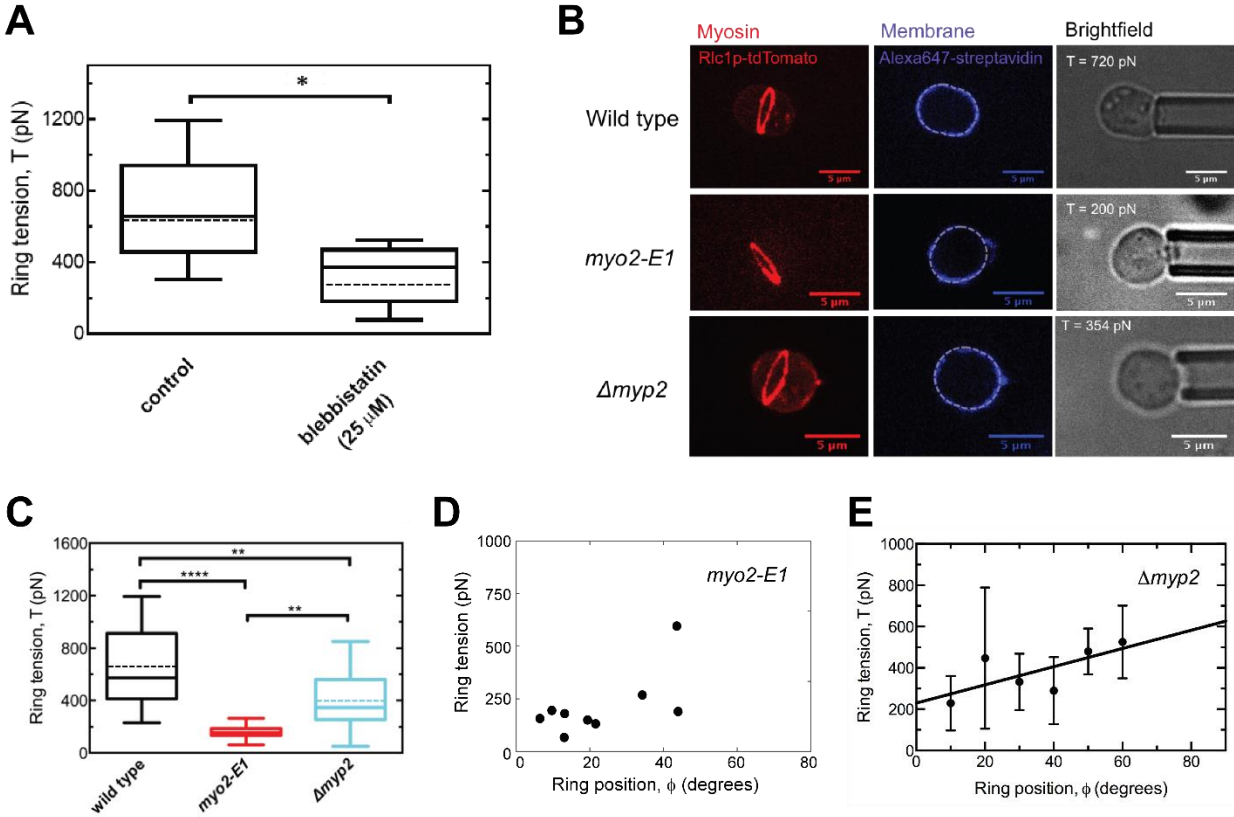 A
Ring tension, T (pN)
1200
800
400
0
*
control
blebbistatin
(25 μM)
B
Myosin
Membrane
Brightfield
Rlc1p-tdTomato
Alexa647-streptavidin
T = 720 pN
Wild type
5 μm
5 μm
5 μm
T = 200 pN
myo2-E1
5 μm
5 μm
5 μm
T = 354 pN
Δmyp2
5 μm
5 μm
5 μm
C
Ring tension, T (pN)
1600
1200
800
400
0
**
****
**
wild type
myo2-E1
Δmyp2
D
Ring tension (pN)
1000
750
500
250
0
myo2-E1
0 20 40 60 80
Ring position, ϕ (degrees)
E
Ring tension, T (pN)
1000
800
600
400
200
0
Δmyp2
0 20 40 60 80
Ring position, ϕ (degrees)